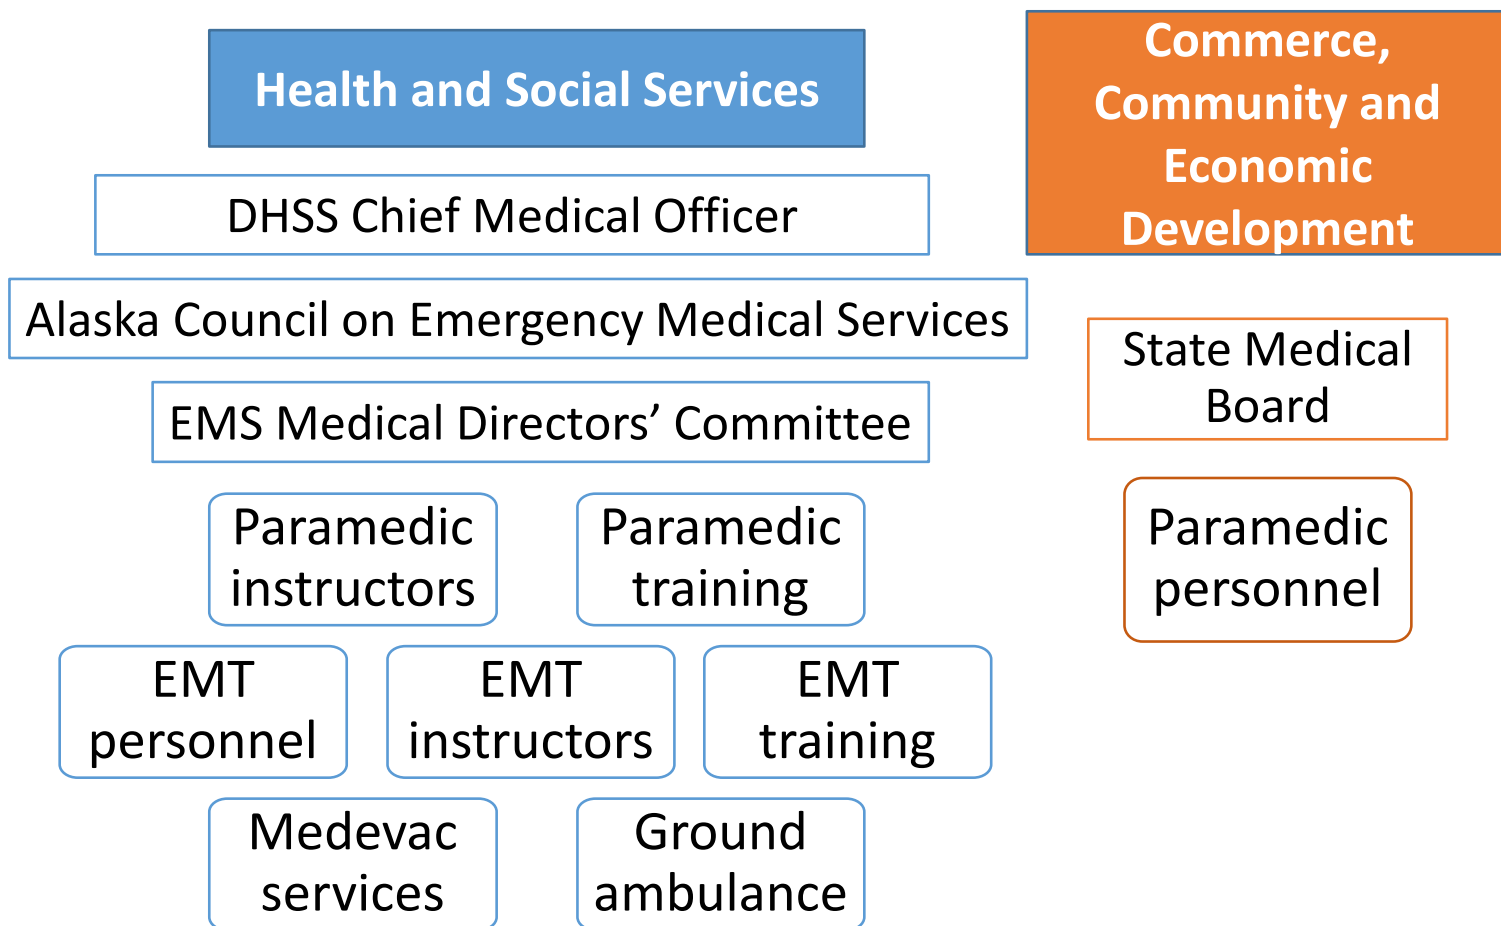 Health and Social Services
DHSS Chief Medical Officer
Alaska Council on Emergency Medical Services
EMS Medical Directors’ Committee
Paramedic
instructors
Paramedic
training
EMT
personnel
EMT
instructors
EMT
training
Medevac
services
Ground
ambulance
Commerce,
Community and
Economic
Development
State Medical
Board
Paramedic
personnel